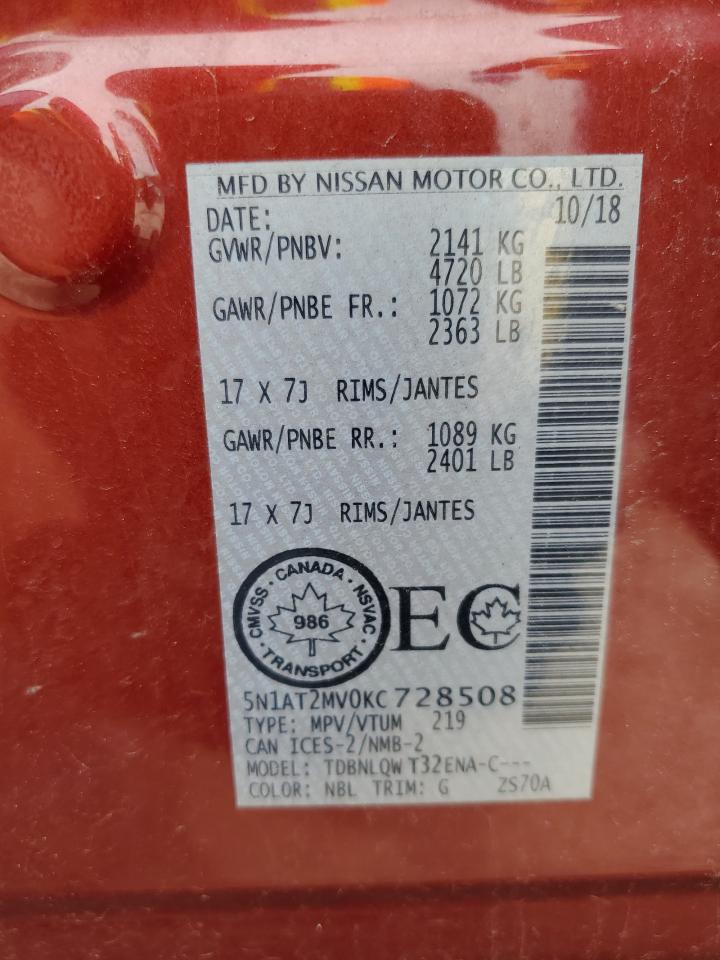 MFD BY NISSAN MOTOR CO., LTD.
DATE: 10/18
GVWR/PNBV: 2141 KG
4720 LB
GAWR/PNBE FR.: 1072 KG
2363 LB
17 X 7J RIMS/JANTES
GAWR/PNBE RR.: 1089 KG
2401 LB
17 X 7J RIMS/JANTES
CMVSS · CANADA · NSVAC · TRANSPORT ·
986
EC
5N1AT2MV0KC728508
TYPE: MPV/VTUM 219
CAN ICES-2/NMB-2
MODEL: TDBNLQW T32ENA-C---
COLOR: NBL TRIM: G ZS70A